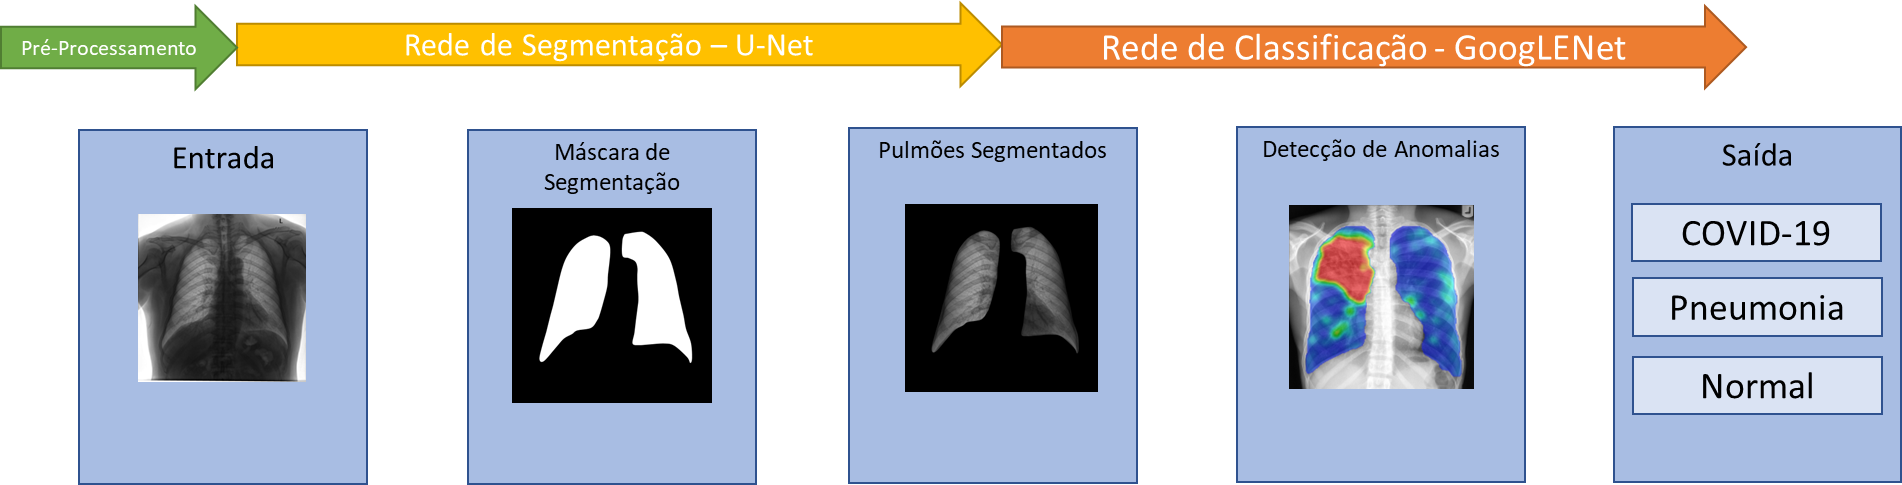 Pré-Processamento
Rede de Segmentação – U-Net
Rede de Classificação - GoogLENet
Entrada
Máscara de
Segmentação
Pulmões Segmentados
Detecção de Anomalias
Saída
COVID-19
Pneumonia
Normal